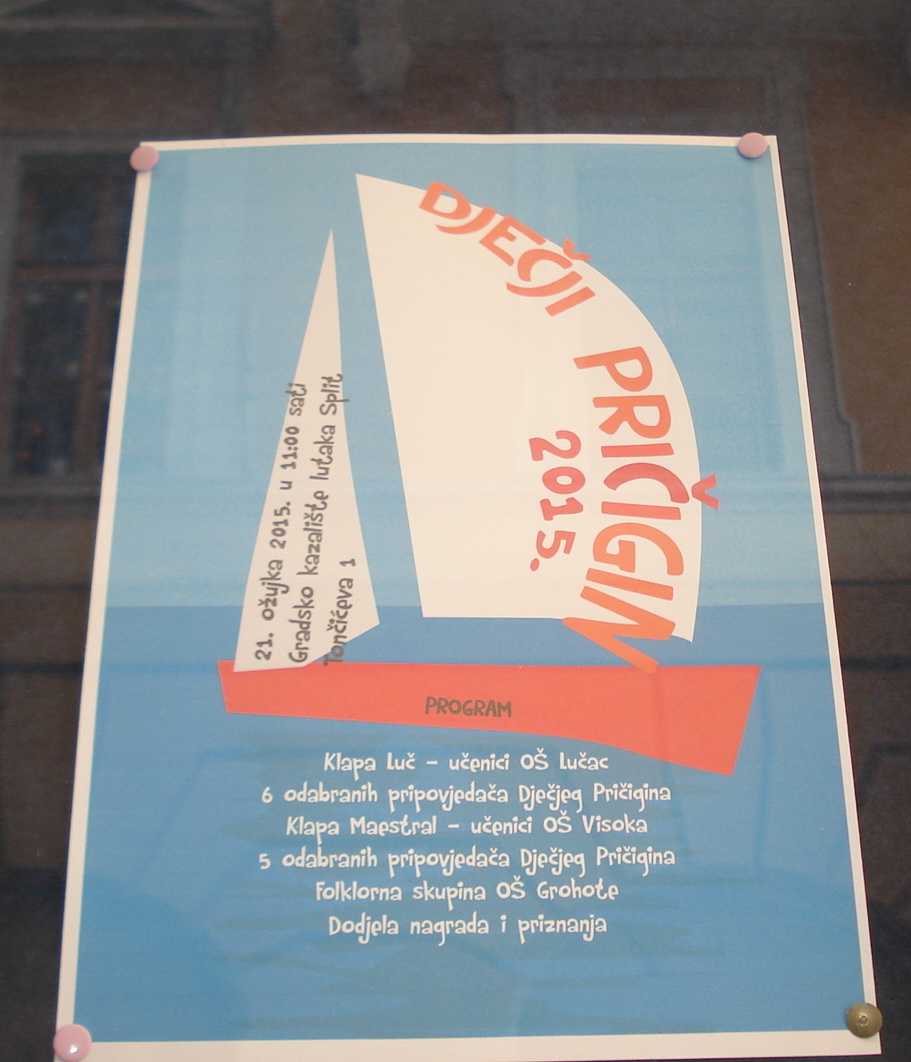 DJEČJI
PRIČIGIN
2015.
21. ožujka 2015. u 11:00 sati
Gradsko kazalište lutaka Split
Tončićeva 1
PROGRAM
Klapa Luč - učenici OŠ Lučac
6 odabranih pripovjedača Dječjeg Pričigina
Klapa Maestral - učenici OŠ Visoka
5 odabranih pripovjedača Dječjeg Pričigina
Folklorna skupina OŠ Grohote
Dodjela nagrada i priznanja